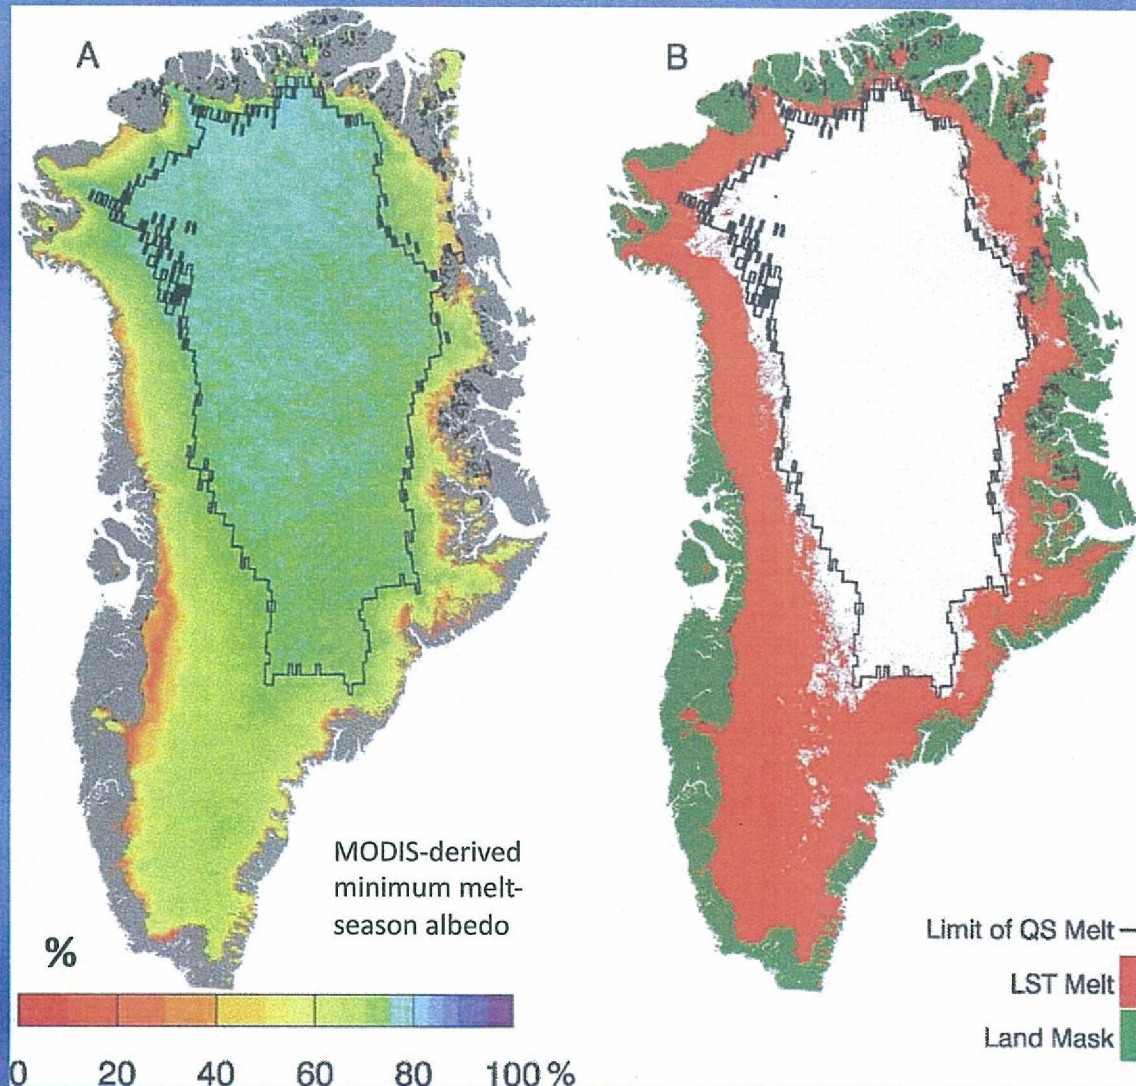 A
B
MODIS-derived
minimum melt-
season albedo
%
0 20 40 60 80 100 %
Limit of QS Melt
LST Melt
Land Mask